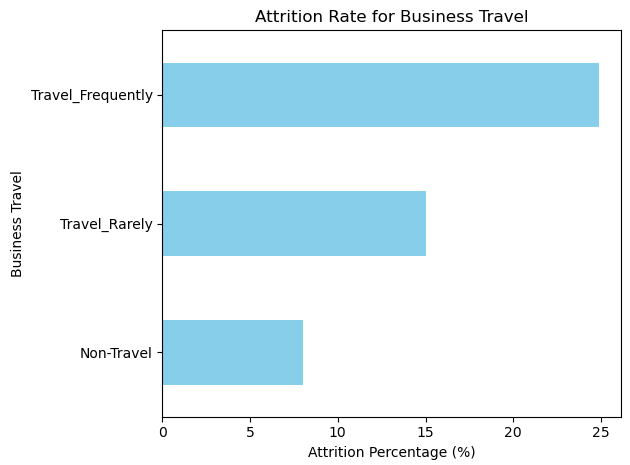 Attrition Rate for Business Travel
Travel_Frequently
Travel_Rarely
Non-Travel
Business Travel
0 5 10 15 20 25
Attrition Percentage (%)